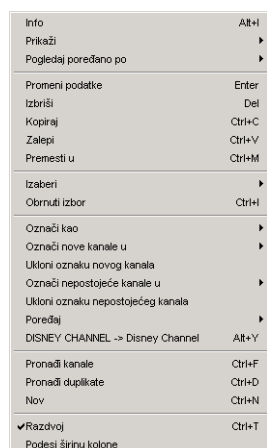 Info Alt+I
Prikaži
Pogledaj poređano po
Promeni podatke Enter
Izbriši Del
Kopiraj Ctrl+C
Zalepi Ctrl+V
Premesti u Ctrl+M
Izaberi
Obrnuti izbor Ctrl+I
Označi kao
Označi nove kanale u
Ukloni oznaku novog kanala
Označi nepostojeće kanale u
Ukloni oznaku nepostojećeg kanala
Poređaj
DISNEY CHANNEL -> Disney Channel Alt+Y
Pronađi kanale Ctrl+F
Pronađi duplikate Ctrl+D
Nov Ctrl+N
Razdvoj Ctrl+T
Podesi širinu kolone